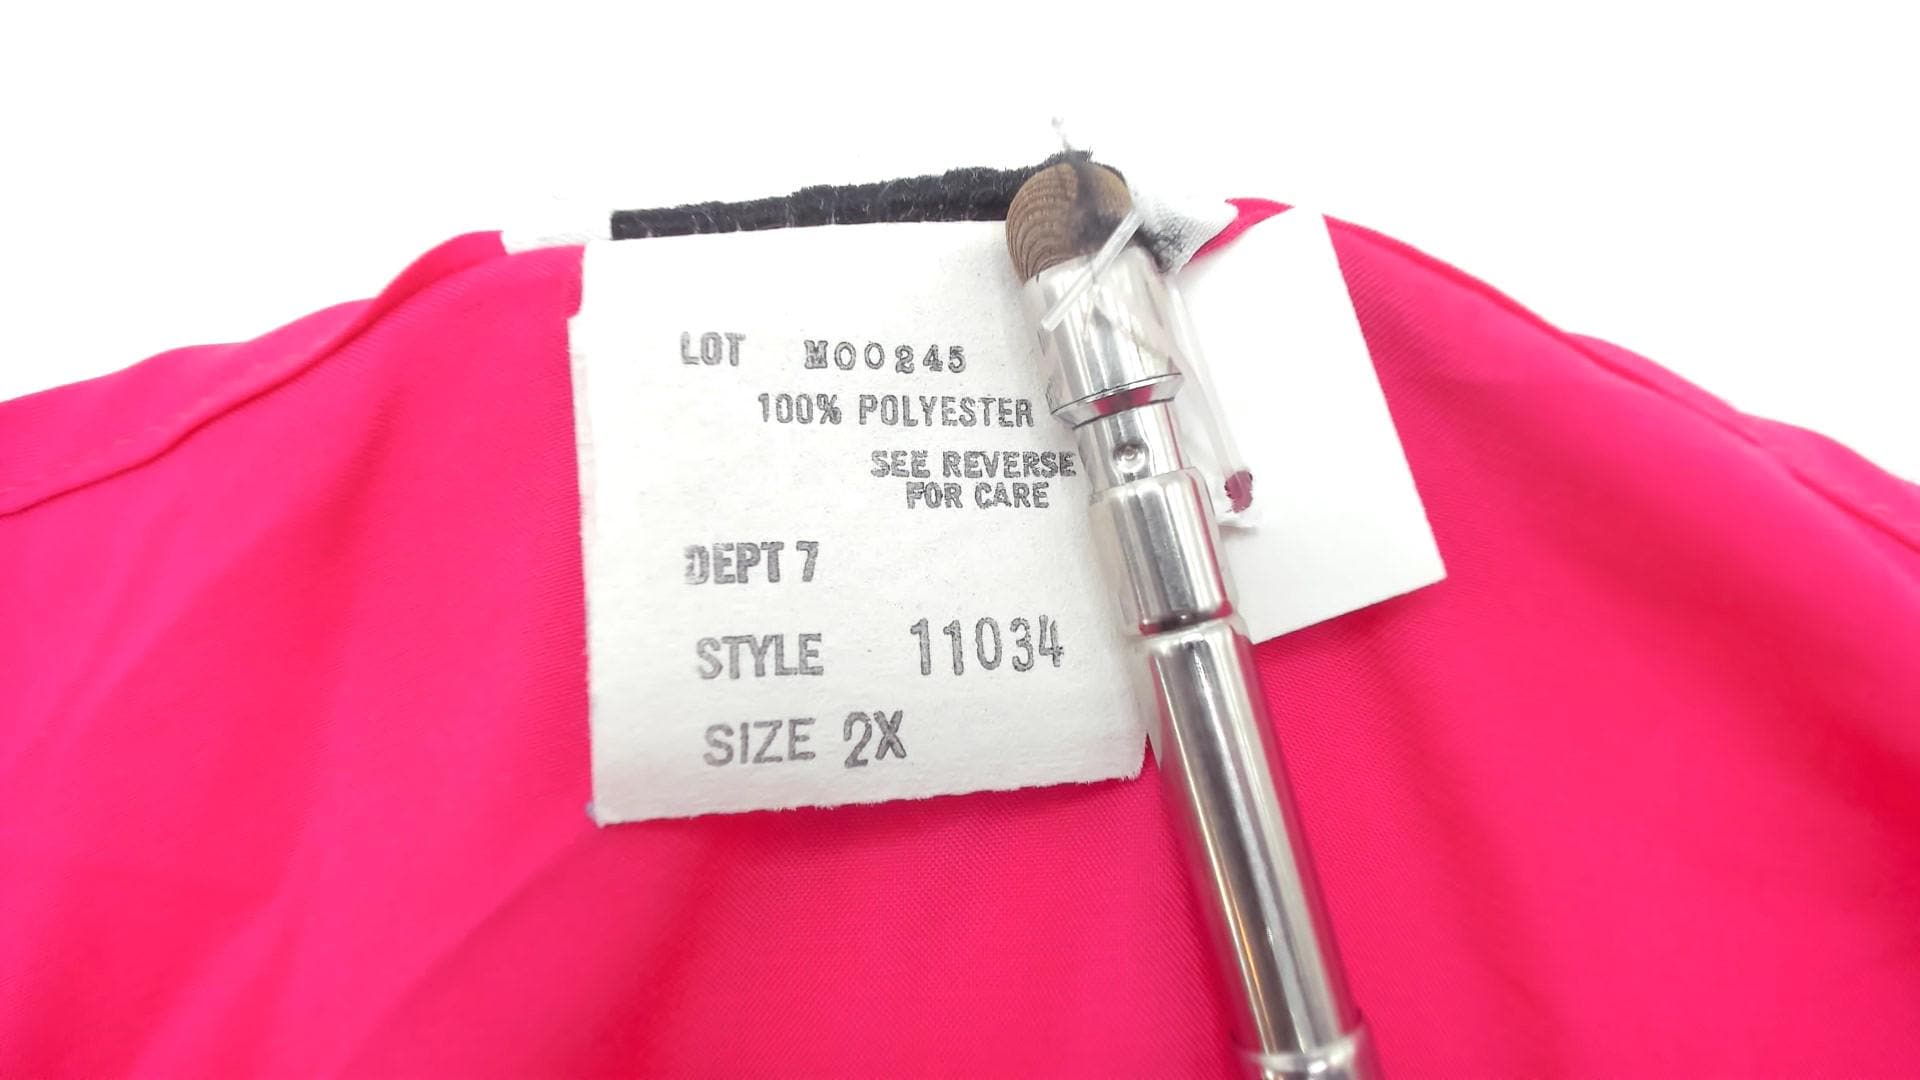 LOT M00245
100% POLYESTER
SEE REVERSE
FOR CARE
DEPT 7
STYLE 11034
SIZE 2X